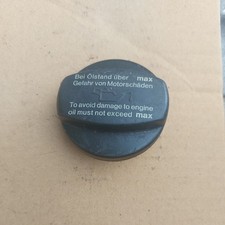 Bei Ölstand über max
Gefahr von Motorschäden
To avoid damage to engine
oil must not exceed max